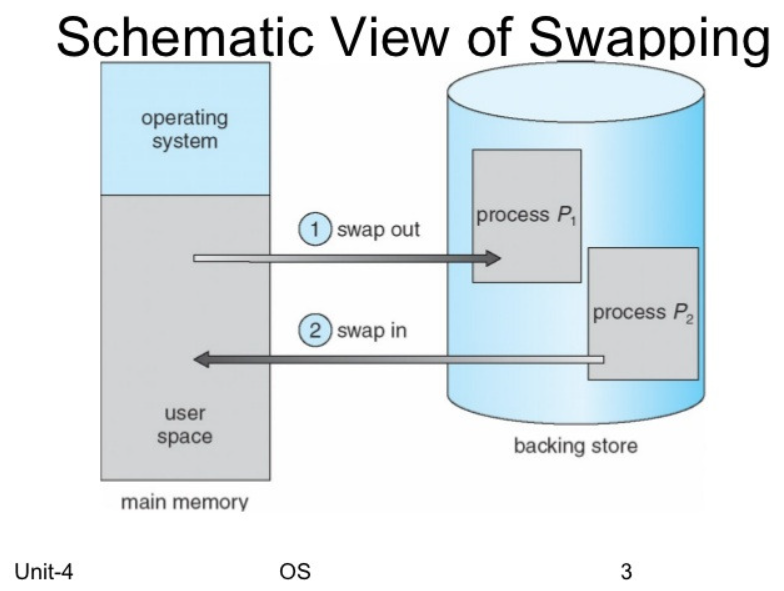 Schematic View of Swapping
operating
system
1 swap out
process P1
2 swap in
process P2
user
space
main memory
backing store
Unit-4
OS
3